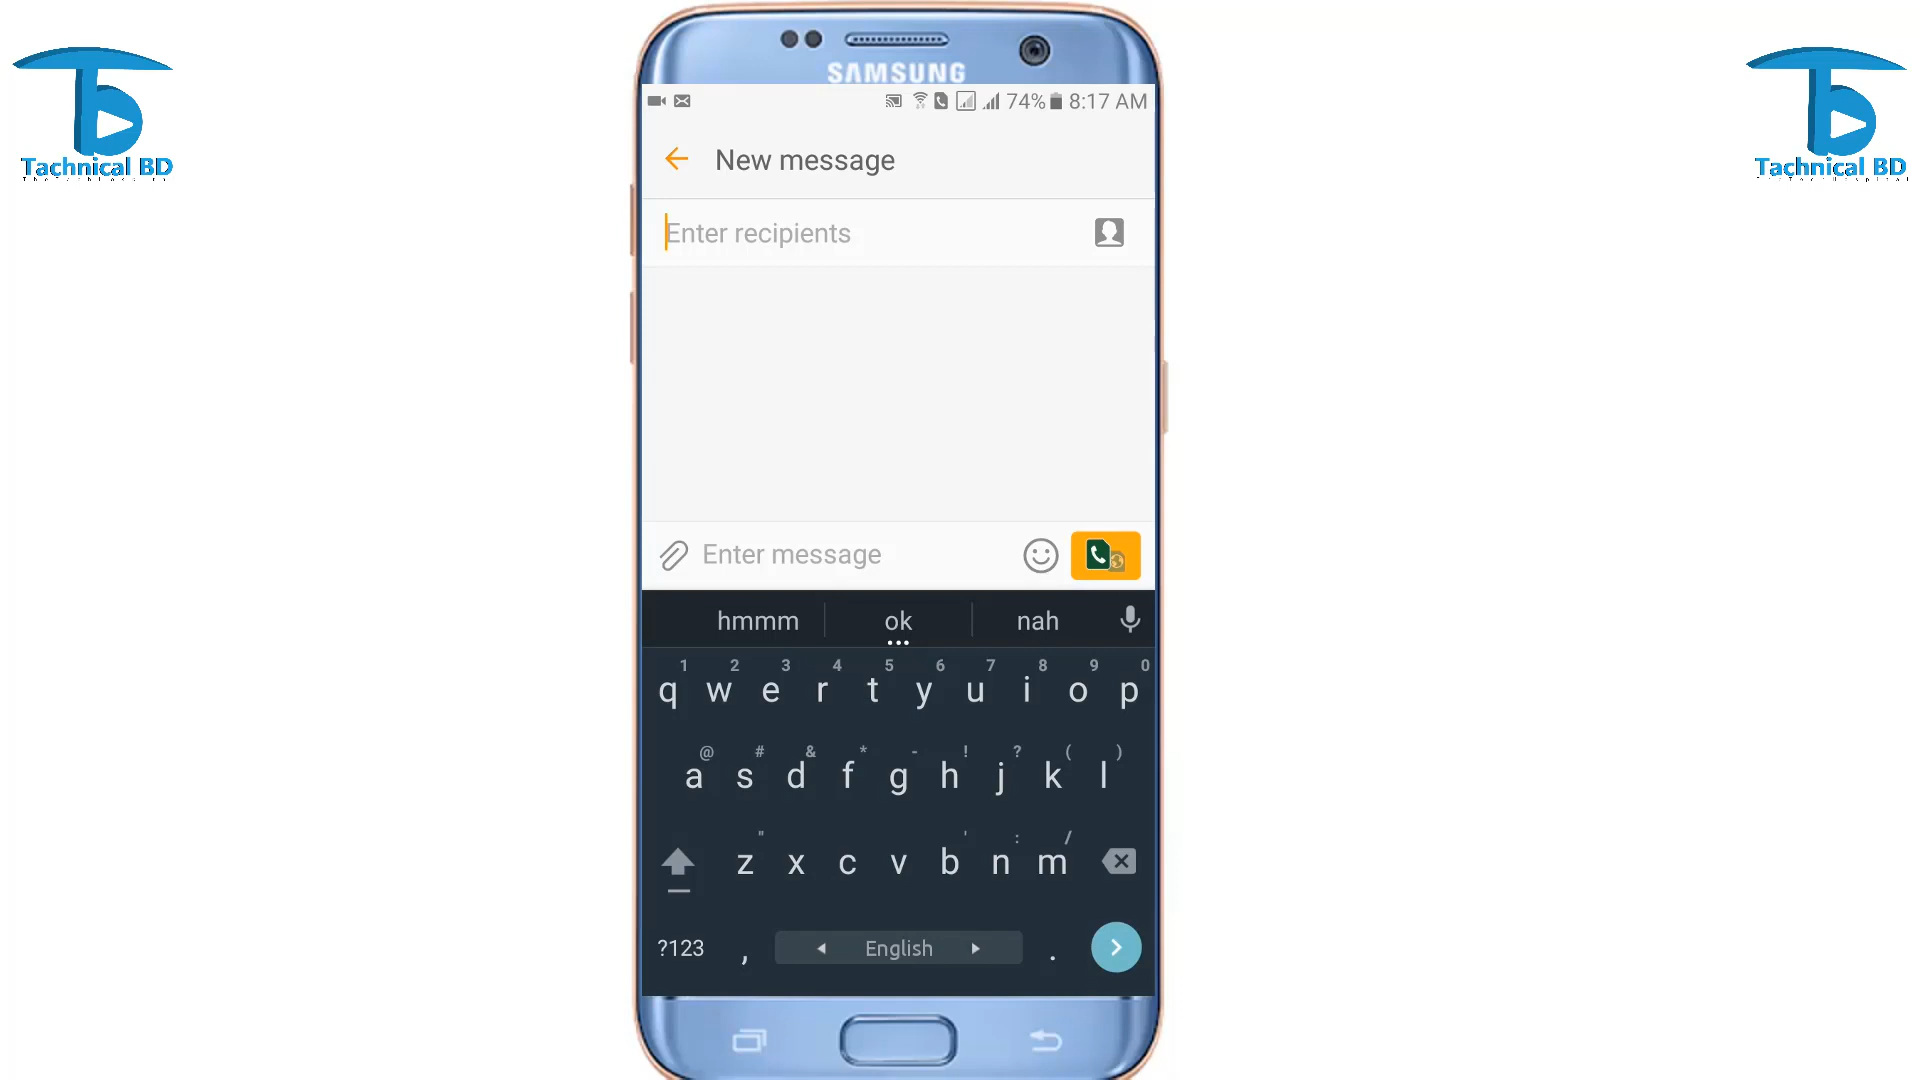 Tachnical BD
Tachnical BD
SAMSUNG
74% 8:17 AM
New message
Enter recipients
Enter message
hmmm ok nah
1 2 3 4 5 6 7 8 9 0
q w e r t y u i o p
@ # & * - ! ? ( )
a s d f g h j k l
" ' : /
z x c v b n m
?123 , English .